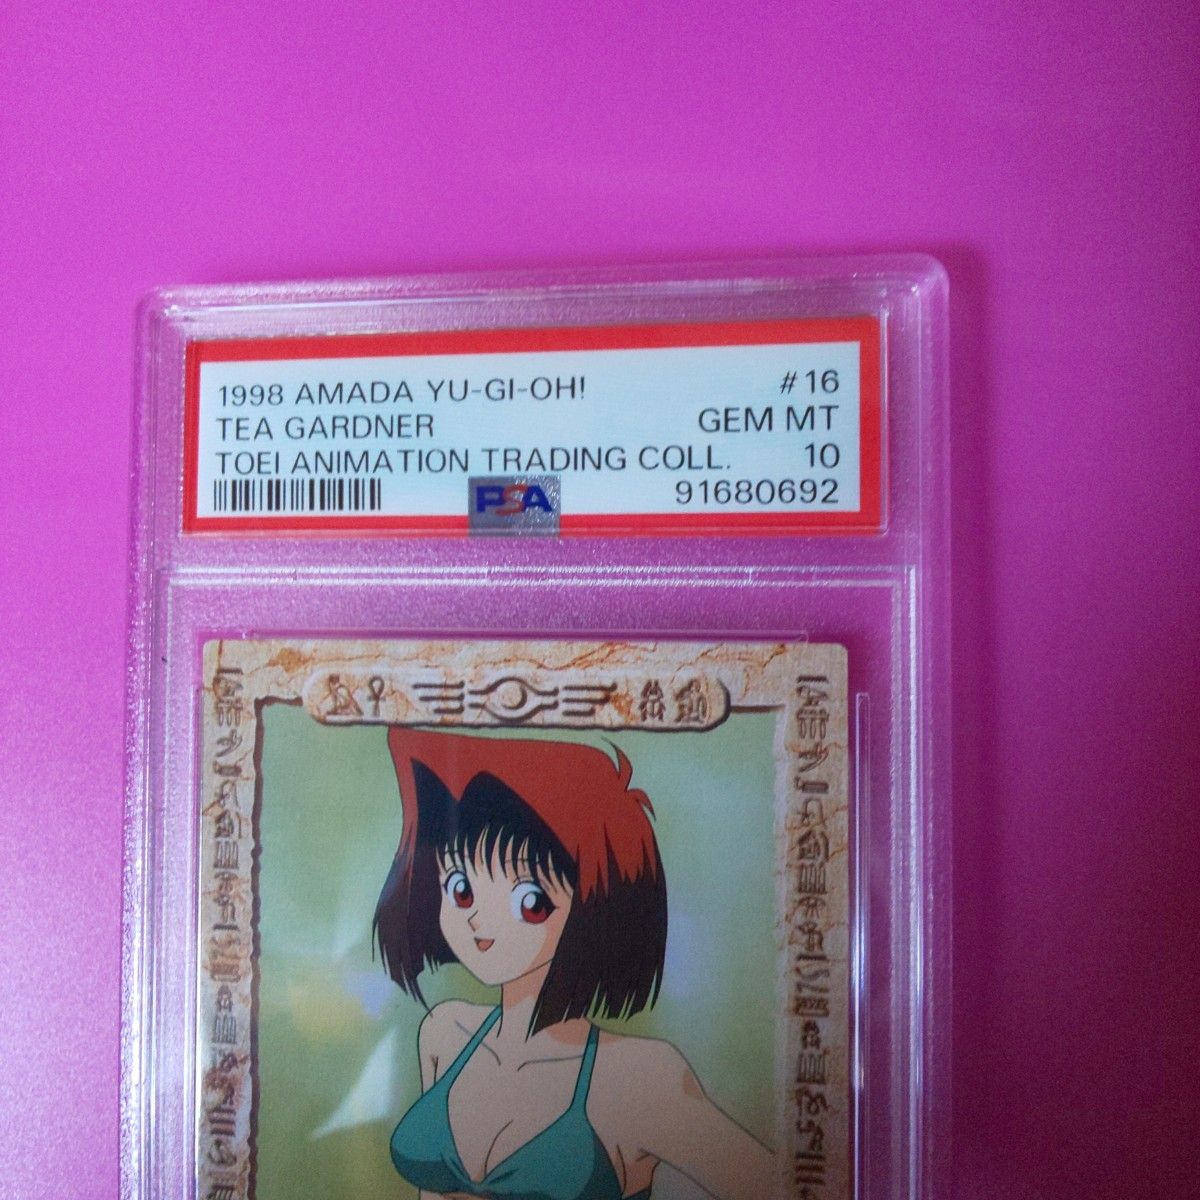 1998 AMADA YU-GI-OH! #16
TEA GARDNER GEM MT
TOEI ANIMATION TRADING COLL. 10
PSA 91680692